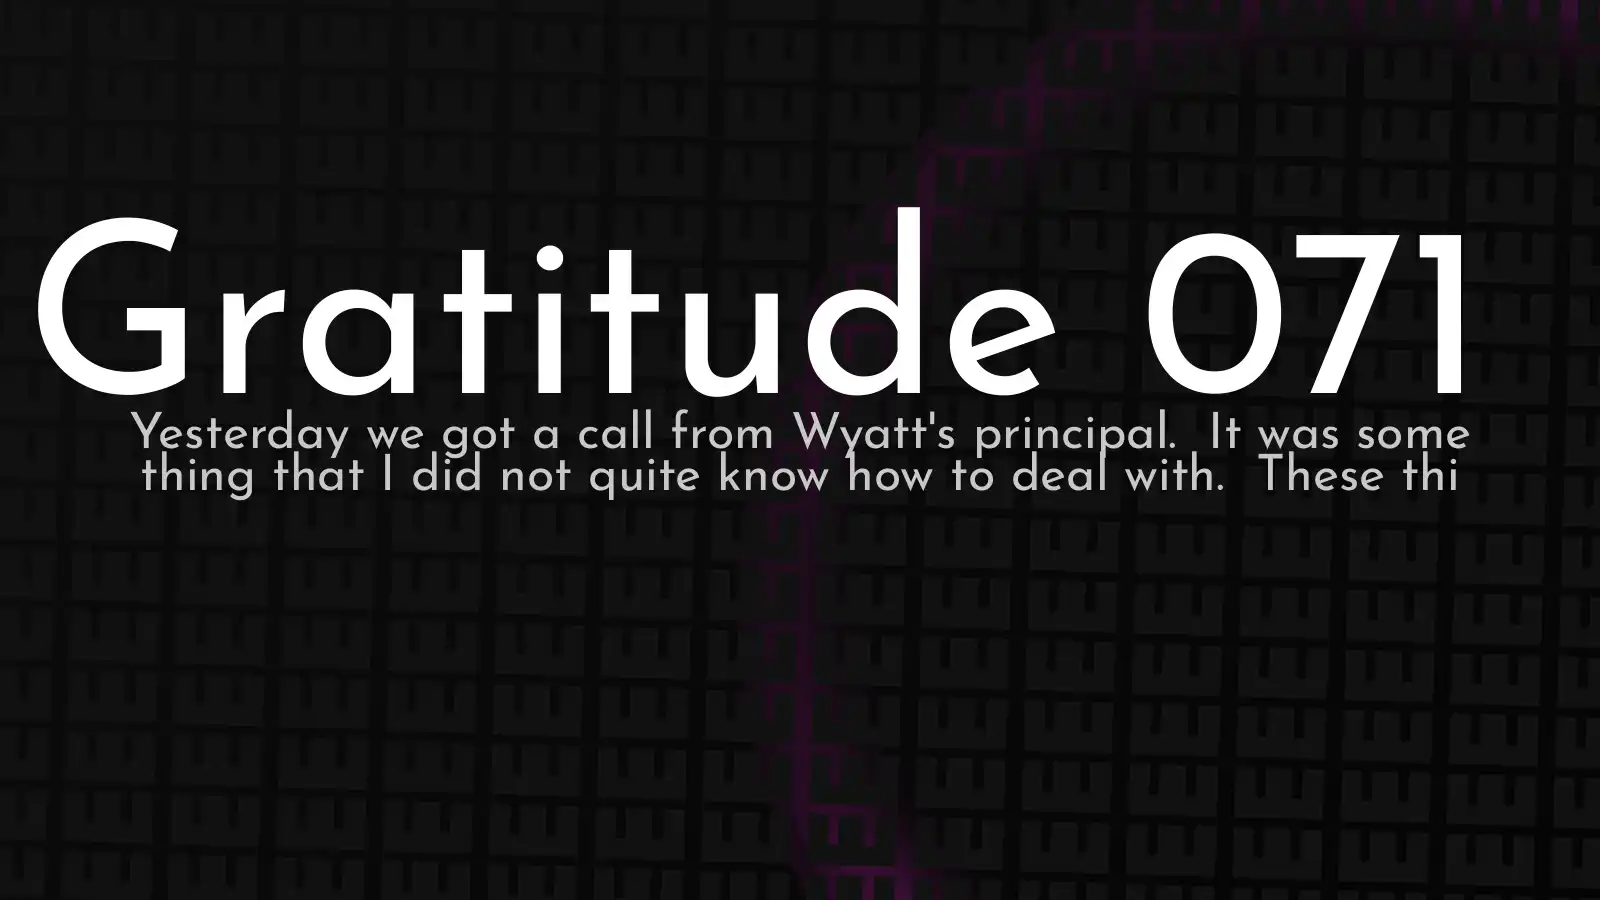 Gratitude 071
Yesterday we got a call from Wyatt's principal.  It was some
thing that I did not quite know how to deal with.  These thi